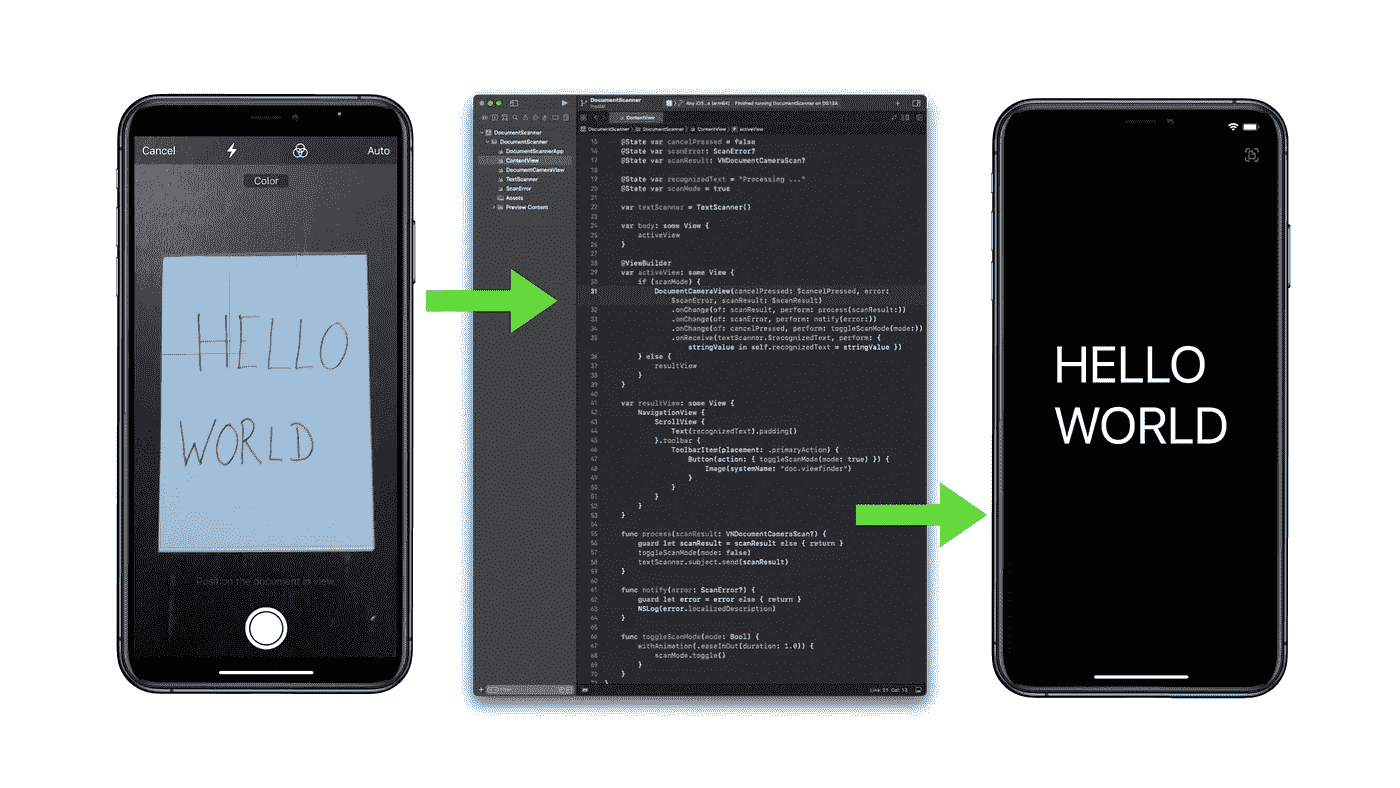 Cancel
Auto
Color
HELLO
WORLD
Position the document in view.
DocumentScanner
Any iOS...s (arm64)
Finished running DocumentScanner on DS12A
ContentView
DocumentScanner
DocumentScanner
DocumentScannerApp
ContentView
DocumentCameraView
TextScanner
ScanError
Assets
Preview Content
DocumentScanner 〉 DocumentScanner 〉 ContentView 〉 activeView
15 @State var cancelPressed = false
16 @State var scanError: ScanError?
17 @State var scanResult: VNDocumentCameraScan?
18
19 @State var recognizedText = "Processing ..."
20 @State var scanMode = true
21
22 var textScanner = TextScanner()
23
24 var body: some View {
25 activeView
26 }
27
28 @ViewBuilder
29 var activeView: some View {
30 if (scanMode) {
31 DocumentCameraView(cancelPressed: $cancelPressed, error:
$scanError, scanResult: $scanResult)
32 .onChange(of: scanResult, perform: process(scanResult:))
33 .onChange(of: scanError, perform: notify(error:))
34 .onChange(of: cancelPressed, perform: toggleScanMode(mode:))
35 .onReceive(textScanner.$recognizedText, perform: {
stringValue in self.recognizedText = stringValue })
36 } else {
37 resultView
38 }
39 }
40
41 var resultView: some View {
42 NavigationView {
43 ScrollView {
44 Text(recognizedText).padding()
45 }.toolbar {
46 ToolbarItem(placement: .primaryAction) {
47 Button(action: { toggleScanMode(mode: true) }) {
48 Image(systemName: "doc.viewfinder")
49 }
50 }
51 }
52 }
53 }
54
55 func process(scanResult: VNDocumentCameraScan?) {
56 guard let scanResult = scanResult else { return }
57 toggleScanMode(mode: false)
58 textScanner.subject.send(scanResult)
59 }
60
61 func notify(error: ScanError?) {
62 guard let error = error else { return }
63 NSLog(error.localizedDescription)
64 }
65
66 func toggleScanMode(mode: Bool) {
67 withAnimation(.easeInOut(duration: 1.0)) {
68 scanMode.toggle()
69 }
70 }
Line: 31 Col: 13
HELLO
WORLD